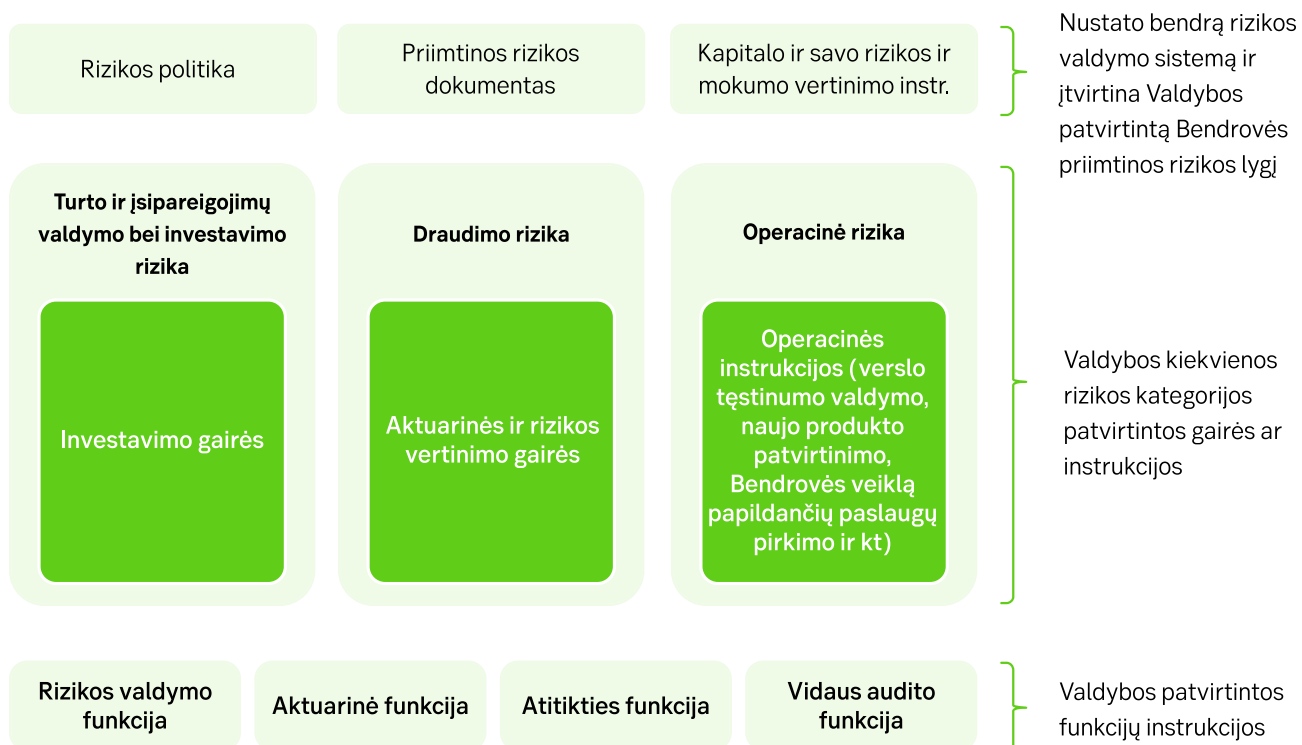 Rizikos politika
Priimtinos rizikos
dokumentas
Kapitalo ir savo rizikos ir
mokumo vertinimo instr.
Nustato bendrą rizikos
valdymo sistemą ir
įtvirtina Valdybos
patvirtintą Bendrovės
priimtinos rizikos lygį
Turto ir įsipareigojimų
valdymo bei investavimo
rizika
Investavimo gairės
Draudimo rizika
Aktuarinės ir rizikos
vertinimo gairės
Operacinė rizika
Operacinės
instrukcijos (verslo
tęstinumo valdymo,
naujo produkto
patvirtinimo,
Bendrovės veiklą
papildančių paslaugų
pirkimo ir kt)
Valdybos kiekvienos
rizikos kategorijos
patvirtintos gairės ar
instrukcijos
Rizikos valdymo
funkcija
Aktuarinė funkcija
Atitikties funkcija
Vidaus audito
funkcija
Valdybos patvirtintos
funkcijų instrukcijos